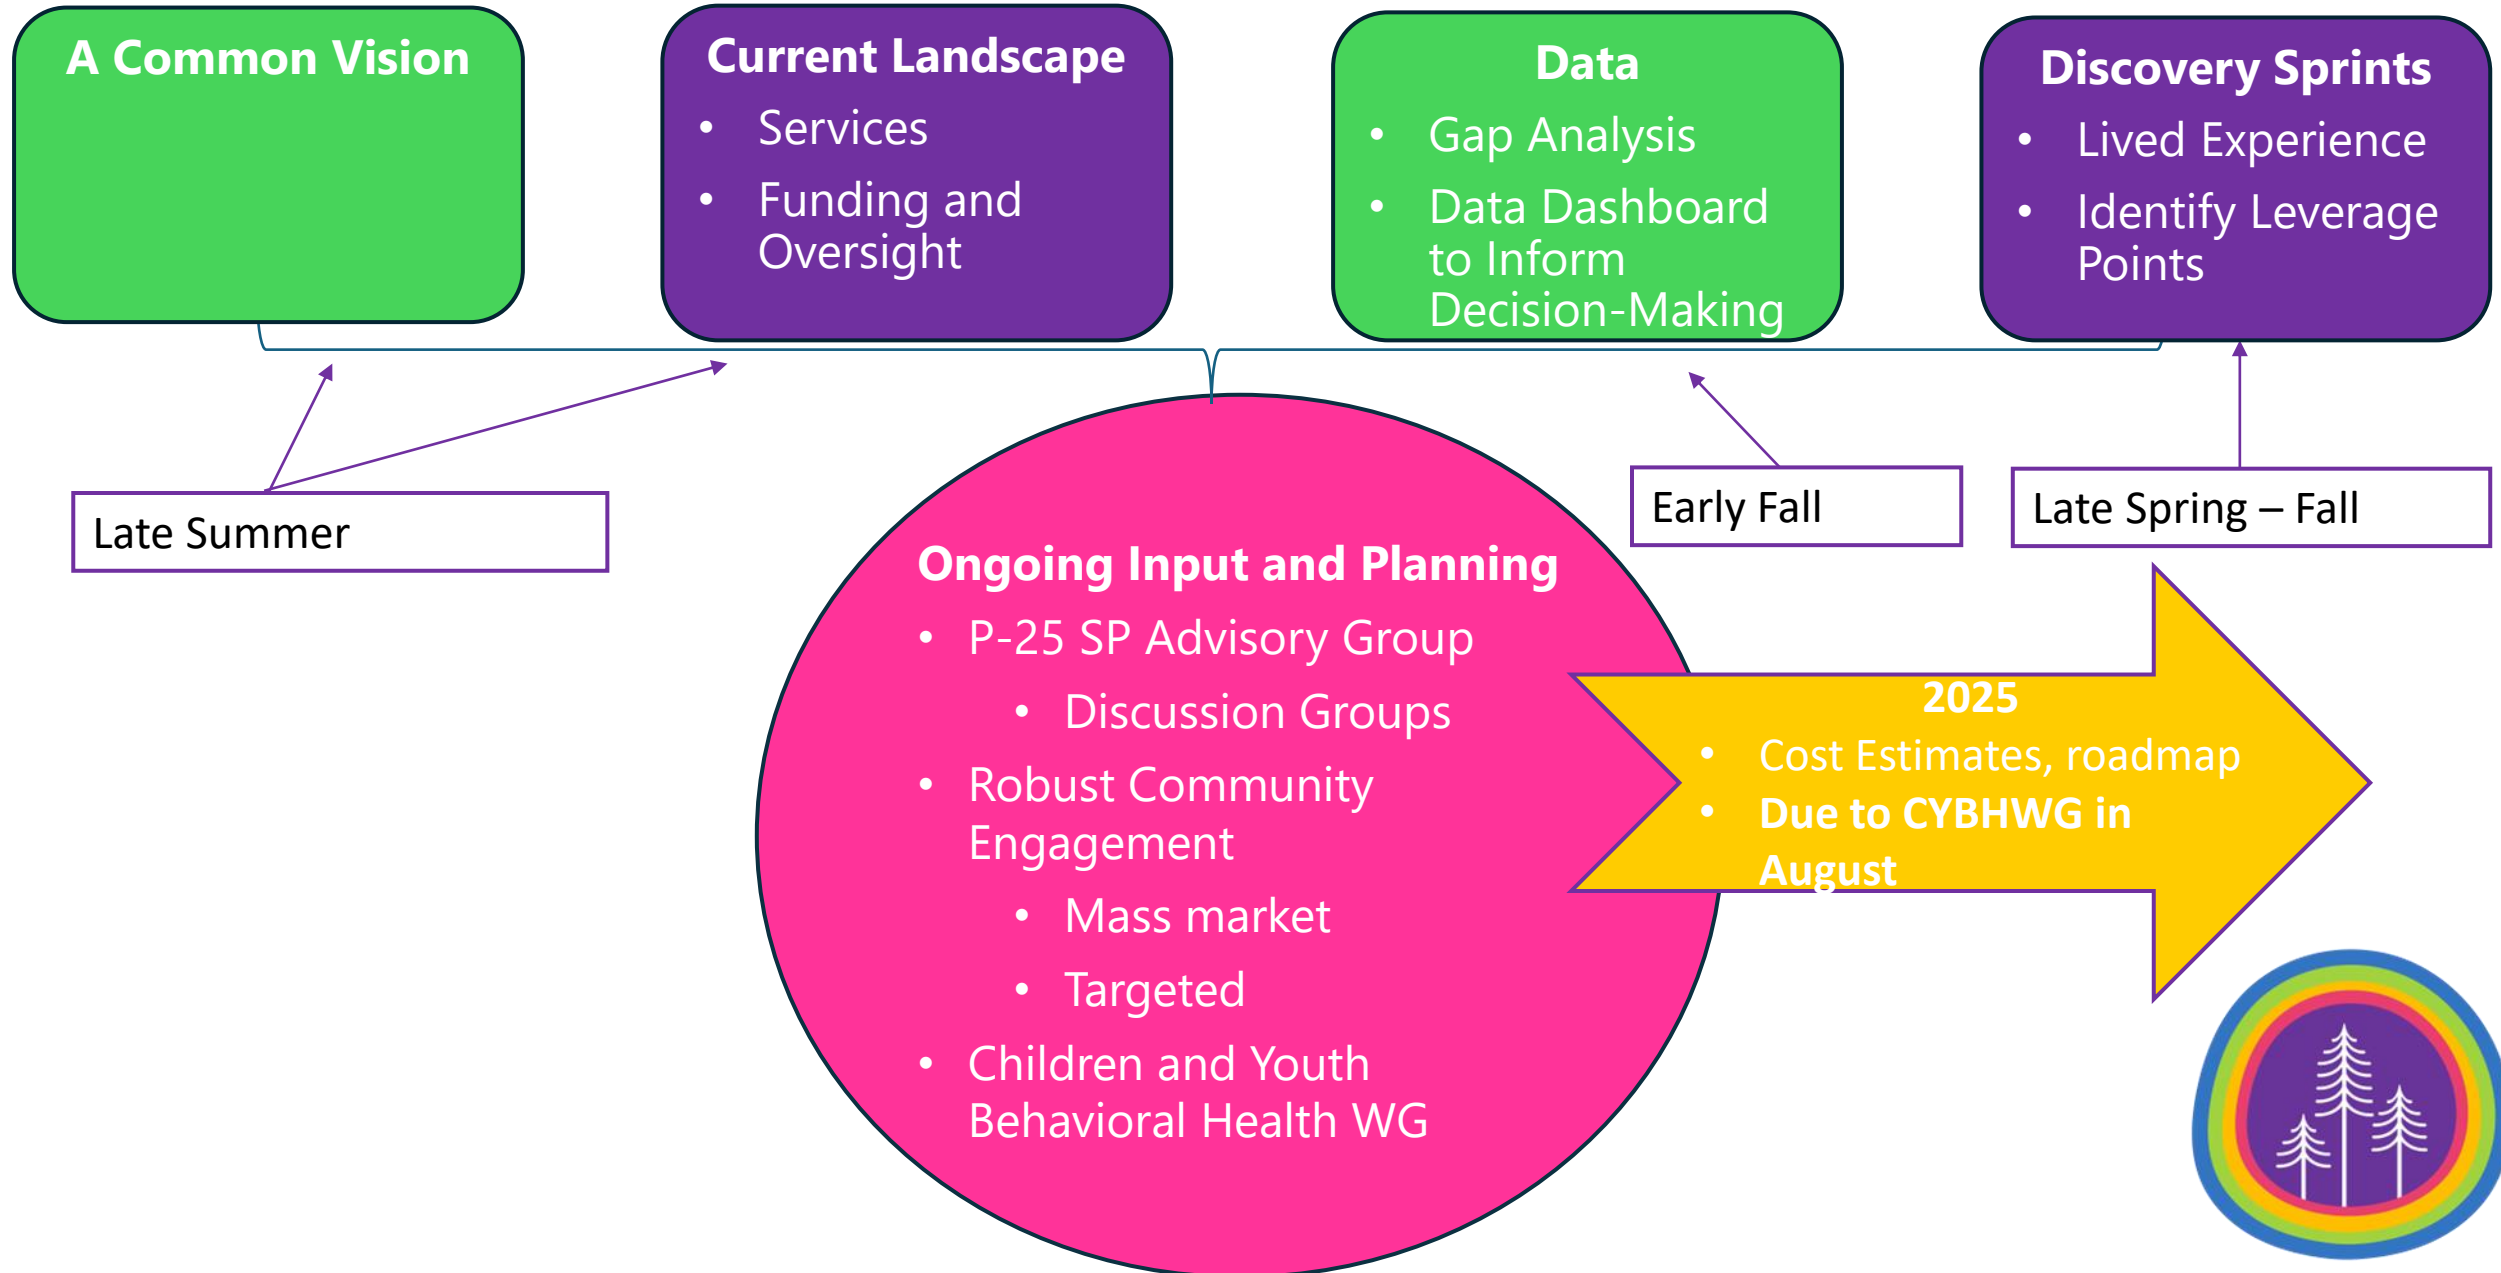 A Common Vision
Current Landscape
• Services
• Funding and
Oversight
Data
• Gap Analysis
• Data Dashboard
to Inform
Decision-Making
Discovery Sprints
• Lived Experience
• Identify Leverage
Points
Late Summer
Early Fall
Late Spring – Fall
Ongoing Input and Planning
• P-25 SP Advisory Group
• Discussion Groups
• Robust Community
Engagement
• Mass market
• Targeted
• Children and Youth
Behavioral Health WG
2025
• Cost Estimates, roadmap
• Due to CYBHWG in
August